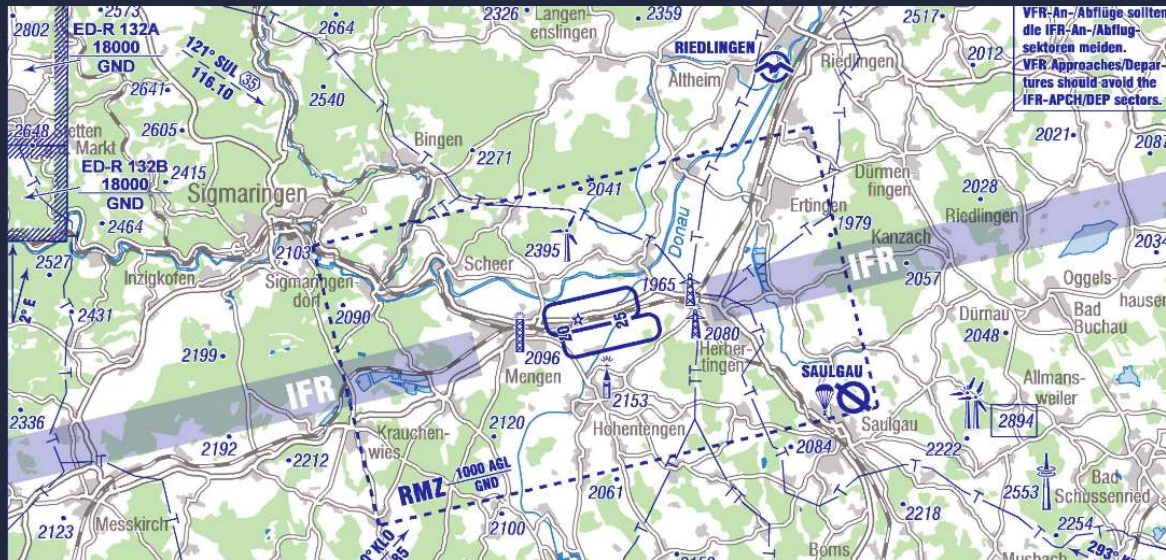 2802
2573
ED-R 132A
18000
GND
2641
2648
Stetten
Markt
2605
ED-R 132B
18000
GND
2415
2464
2527
2431
2° E
2664
121° SUL 35
116.10
2540
Sigmaringen
Inzigkofen
2103
Sigmaringen-
dorf
2090
2199
2326
Langen-
enslingen
2359
Bingen
2271
2041
2395
Scheer
RIEDLINGEN
Altheim
Riedlingen
2517
2012
VFR-An-/Abflüge sollten
die IFR-An-/Abflug-
sektoren meiden.
VFR Approaches/Depar-
tures should avoid the
IFR-APCH/DEP sectors.
2021
Dürmen-
fingen
2028
Ertingen
1979
Riedlingen
Kanzach
IFR
2057
2034
Oggels-
hausen
Dürnau
Bad
Buchau
2048
Donau
1965
2080
Herber-
tingen
07
25
2096
Mengen
2153
Hohentengen
2120
SAULGAU
Saulgau
Allmans-
weiler
2894
2222
2084
IFR
2336
2192
2212
Krauchen-
wies
RMZ
1000 AGL
GND
2061
2100
2123
Messkirch
2218
2553
Bad
Schussenried
2254
Boms